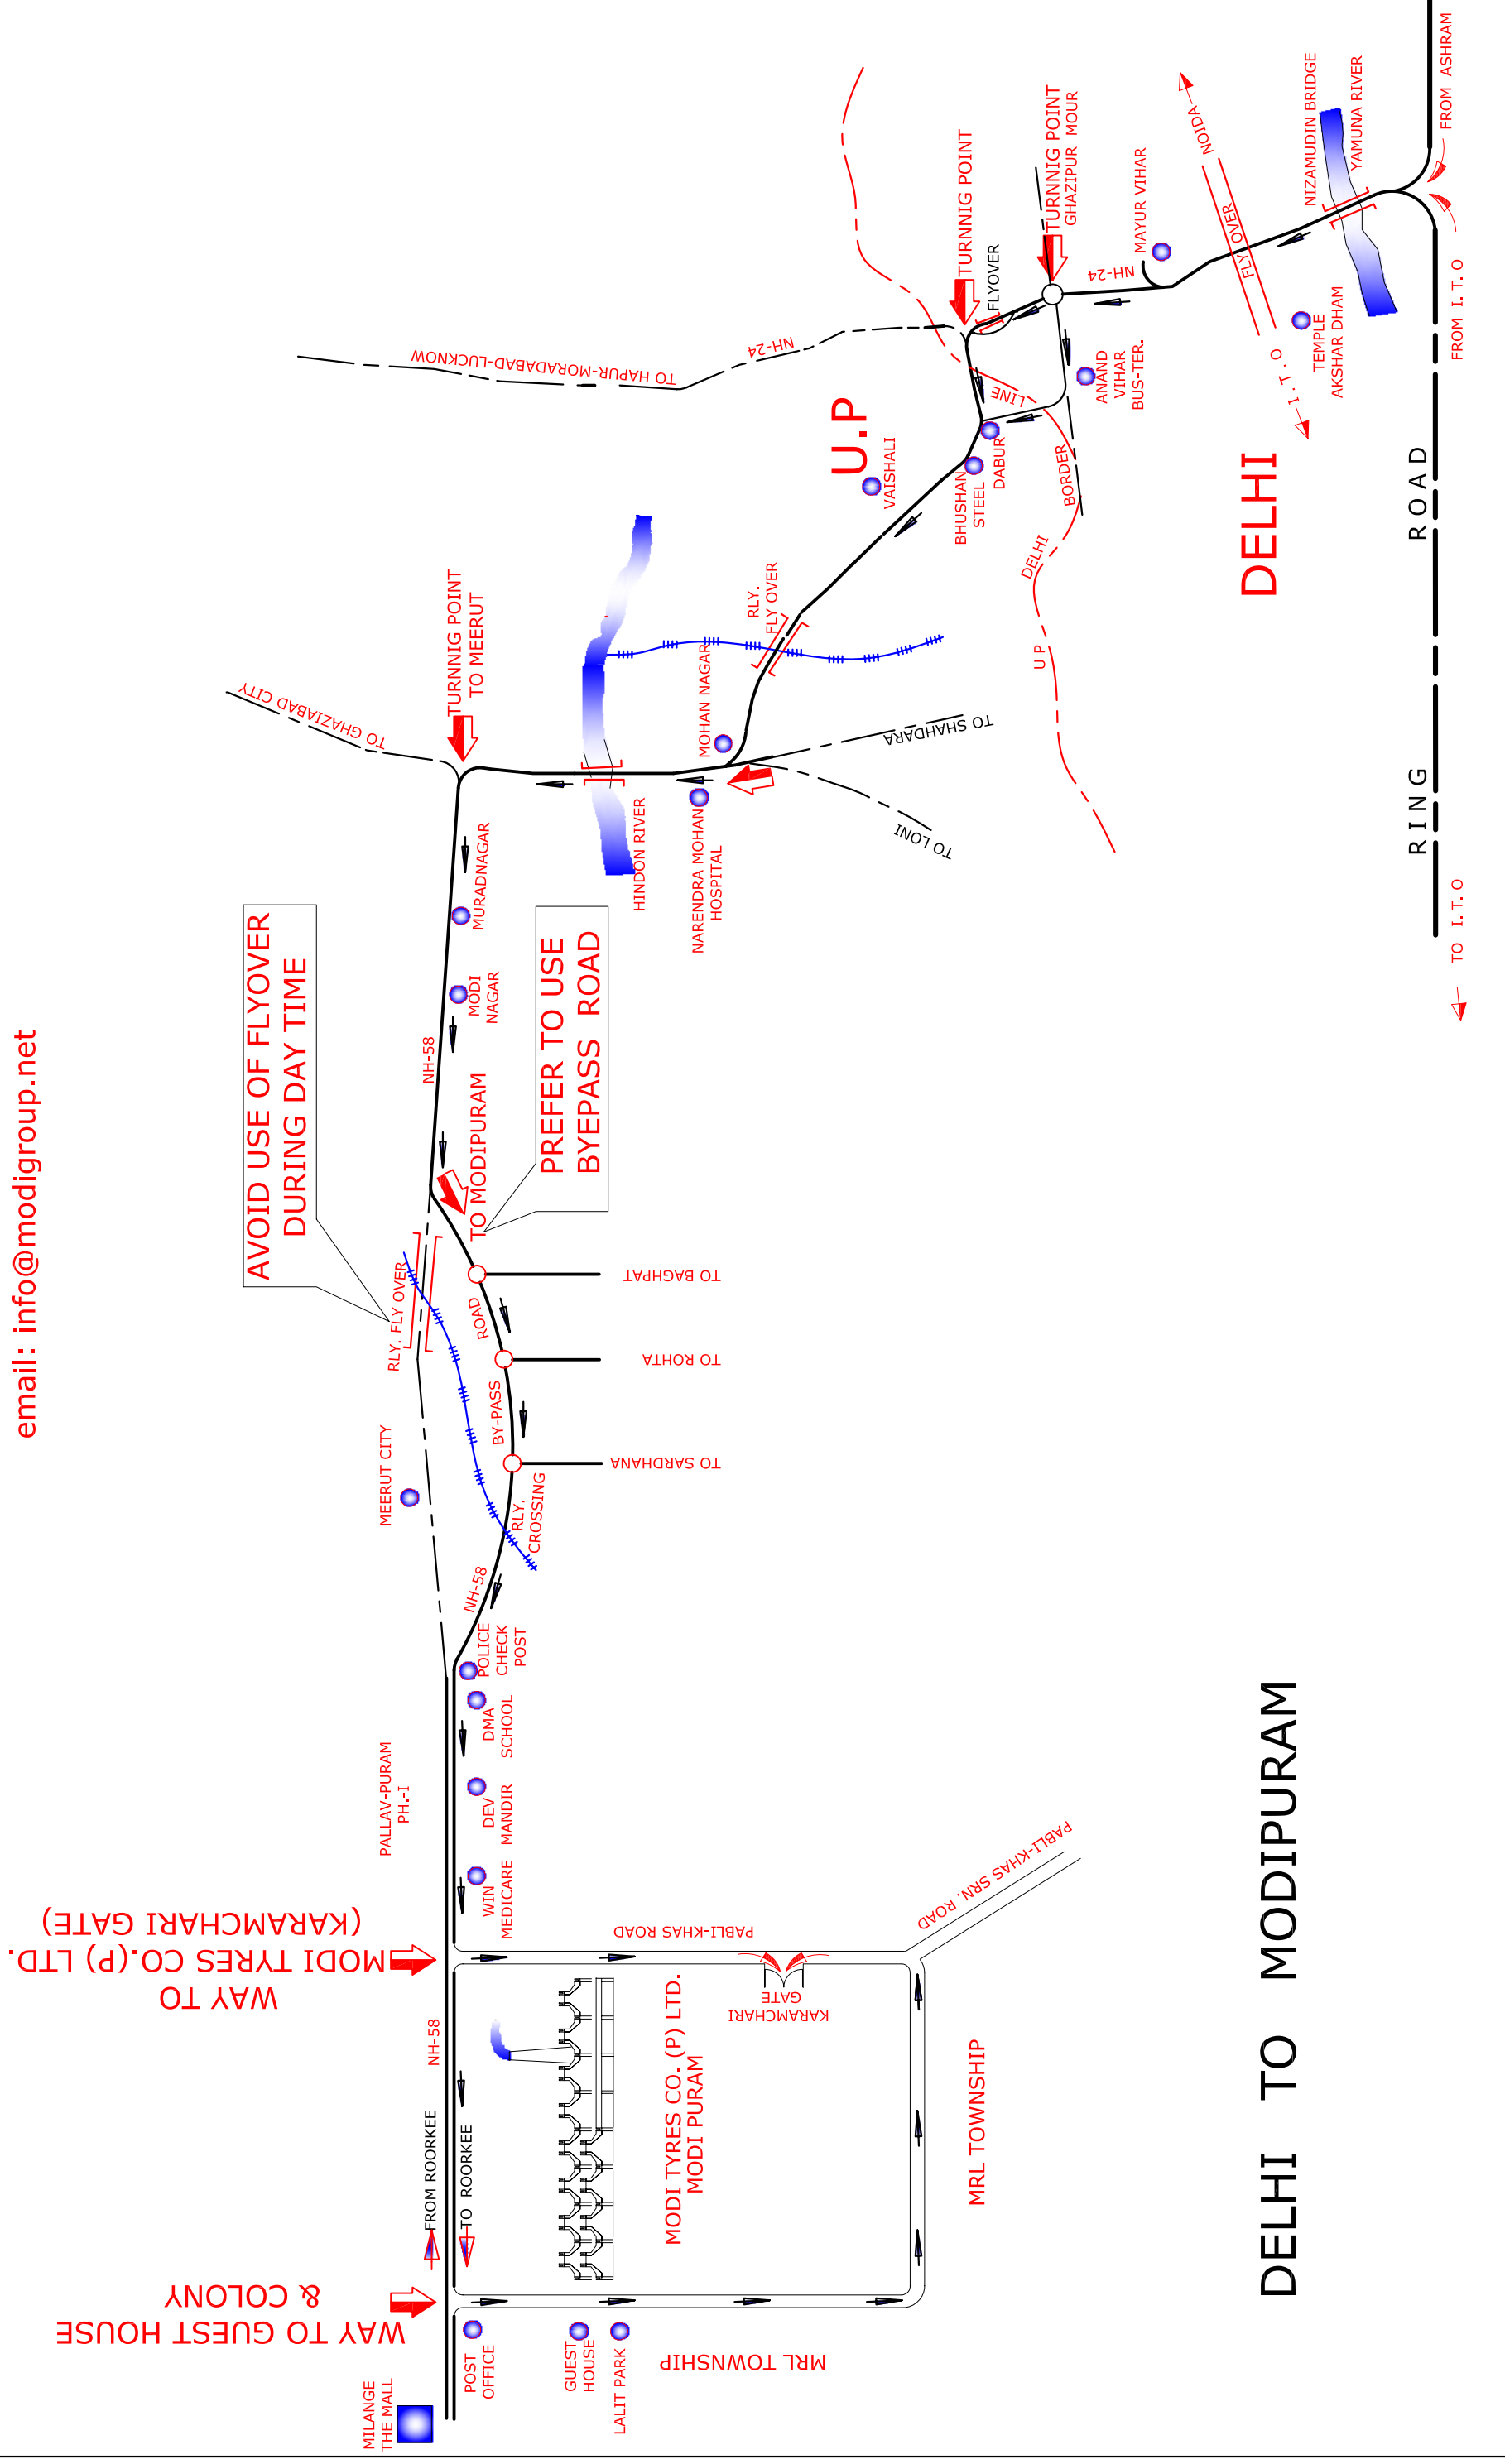 email: info@modigroup.net
DELHI TO MODIPURAM
FROM ASHRAM
FROM I.T.O
RING ROAD
TO I.T.O
NIZAMUDIN BRIDGE
YAMUNA RIVER
NOIDA
FLY OVER
I.T.O
TEMPLE
AKSHAR DHAM
DELHI
MAYUR VIHAR
NH-24
TURNNIG POINT
GHAZIPUR MOUR
TURNNIG POINT
FLYOVER
ANAND
VIHAR
BUS-TER.
NH-24
TO HAPUR-MORADABAD-LUCKNOW
LINE
BORDER
DELHI
U P
U.P
VAISHALI
DABUR
BHUSHAN
STEEL
RLY.
FLY OVER
MOHAN NAGAR
TO SHAHDARA
TO LONI
NARENDRA MOHAN
HOSPITAL
HINDON RIVER
TURNNIG POINT
TO MEERUT
TO GHAZIABAD CITY
MURADNAGAR
MODI
NAGAR
NH-58
AVOID USE OF FLYOVER
DURING DAY TIME
PREFER TO USE
BYEPASS ROAD
TO MODIPURAM
RLY. FLY OVER
ROAD
BY-PASS
TO BAGHPAT
TO ROHTA
TO SARDHANA
MEERUT CITY
RLY.
CROSSING
NH-58
POLICE
CHECK
POST
DMA
SCHOOL
DEV
MANDIR
WIN
MEDICARE
PALLAV-PURAM
PH.-I
WAY TO
MODI TYRES CO.(P) LTD.
(KARAMCHARI GATE)
PABLI-KHAS ROAD
PABLI-KHAS SRN. ROAD
KARAMCHARI
GATE
NH-58
FROM ROORKEE
TO ROORKEE
MODI TYRES CO. (P) LTD.
MODI PURAM
MRL TOWNSHIP
WAY TO GUEST HOUSE
& COLONY
POST
OFFICE
GUEST
HOUSE
LALIT PARK
MRL TOWNSHIP
MILANGE
THE MALL